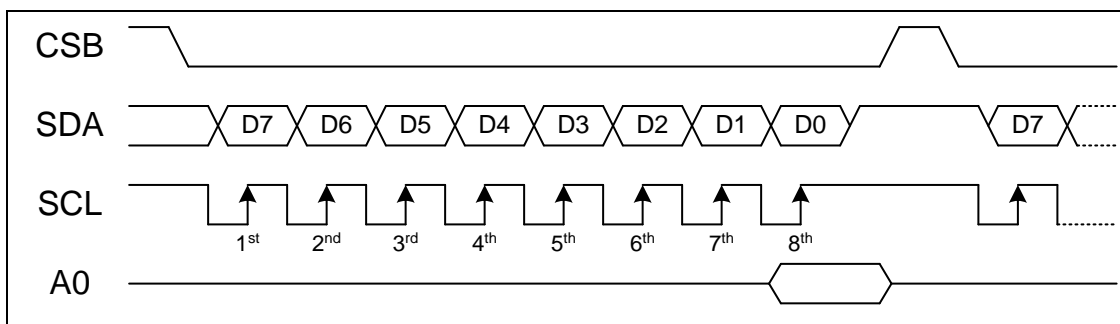 CSB
SDA D7 D6 D5 D4 D3 D2 D1 D0 D7
SCL
1st 2nd 3rd 4th 5th 6th 7th 8th
A0